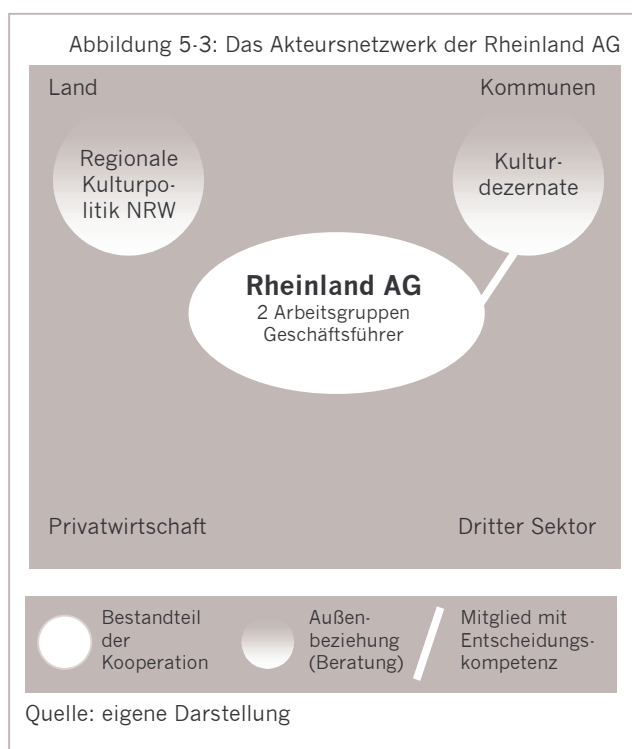 Abbildung 5-3: Das Akteursnetzwerk der Rheinland AG
Land
Kommunen
Regionale
Kulturpo-
litik NRW
Kultur-
dezernate
Rheinland AG
2 Arbeitsgruppen
Geschäftsführer
Privatwirtschaft
Dritter Sektor
Bestandteil
der
Kooperation
Außen-
beziehung
(Beratung)
Mitglied mit
Entscheidungs-
kompetenz
Quelle: eigene Darstellung